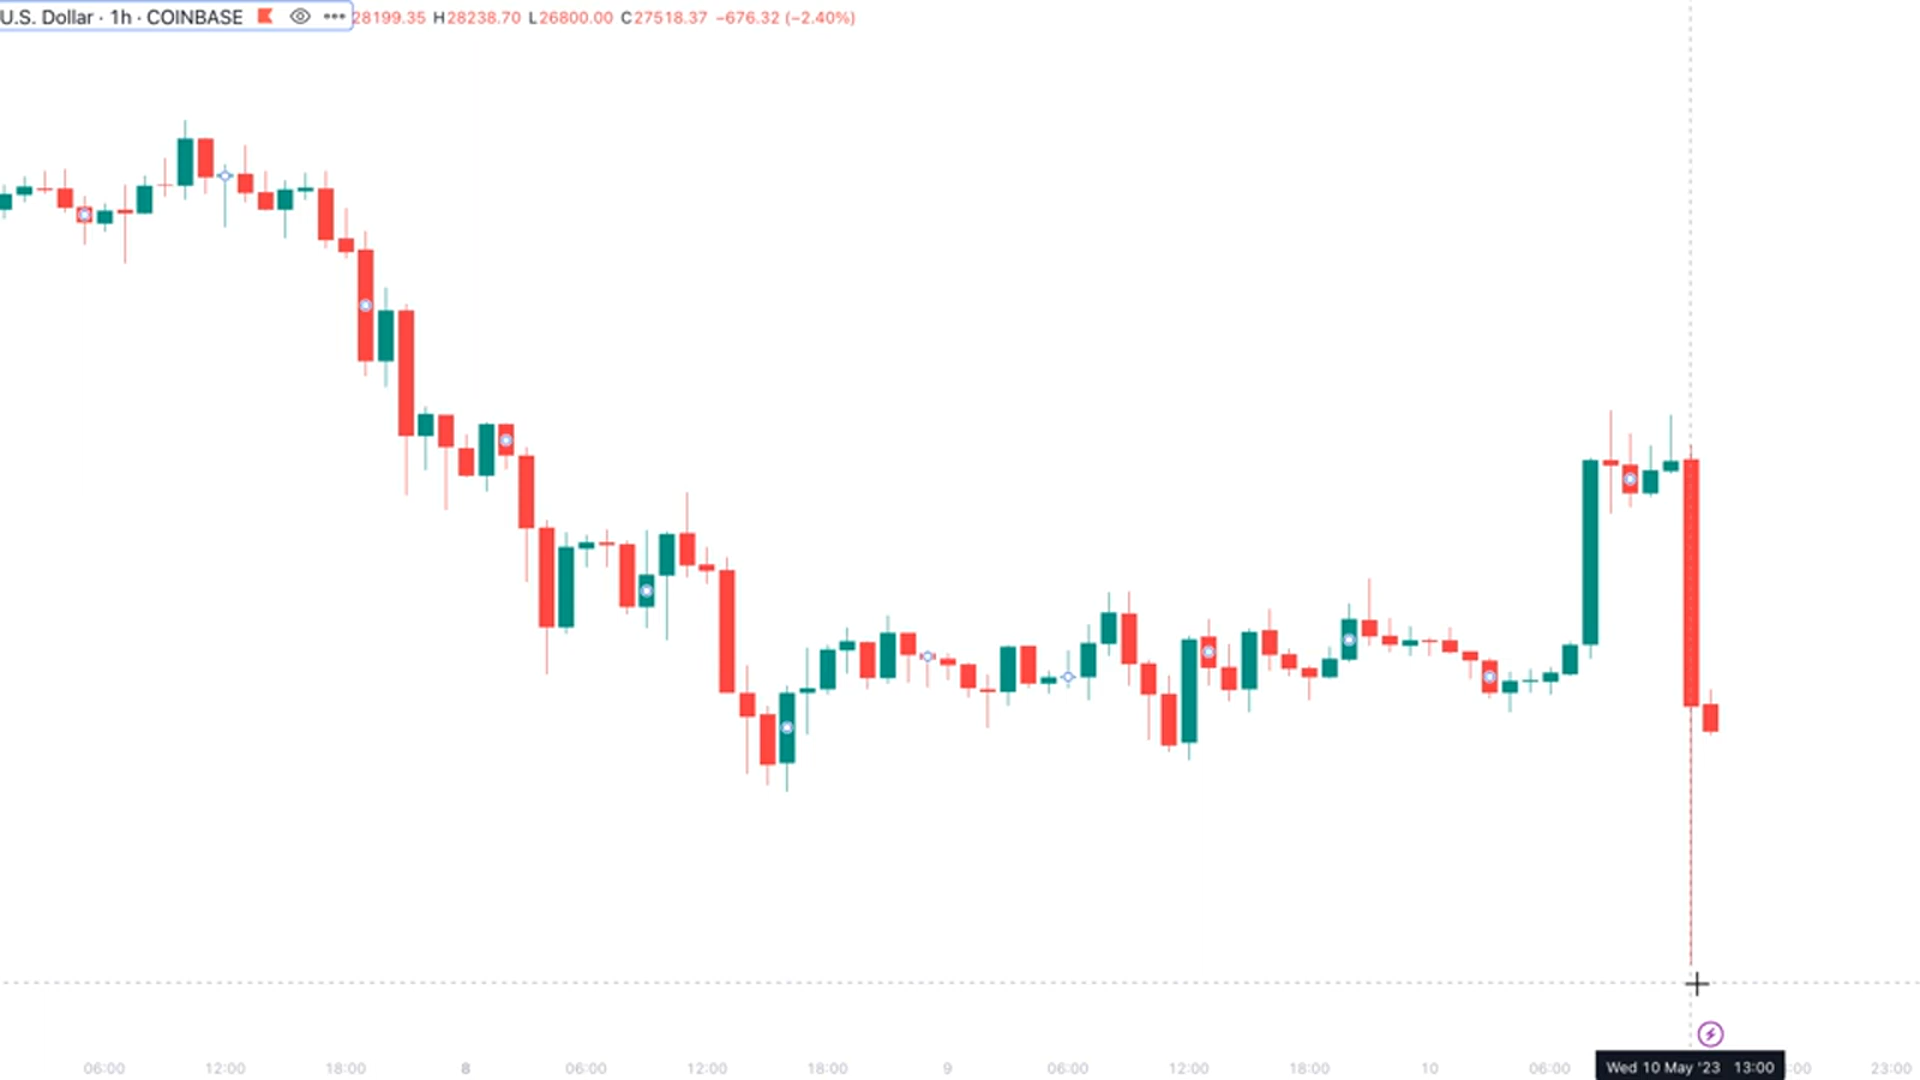 U.S. Dollar · 1h · COINBASE ••• 28199.35 H28238.70 L26800.00 C27518.37 −676.32 (−2.40%)
06:00 12:00 18:00 8 06:00 12:00 18:00 9 06:00 12:00 18:00 10 06:00 Wed 10 May '23 13:00 :00 23:00